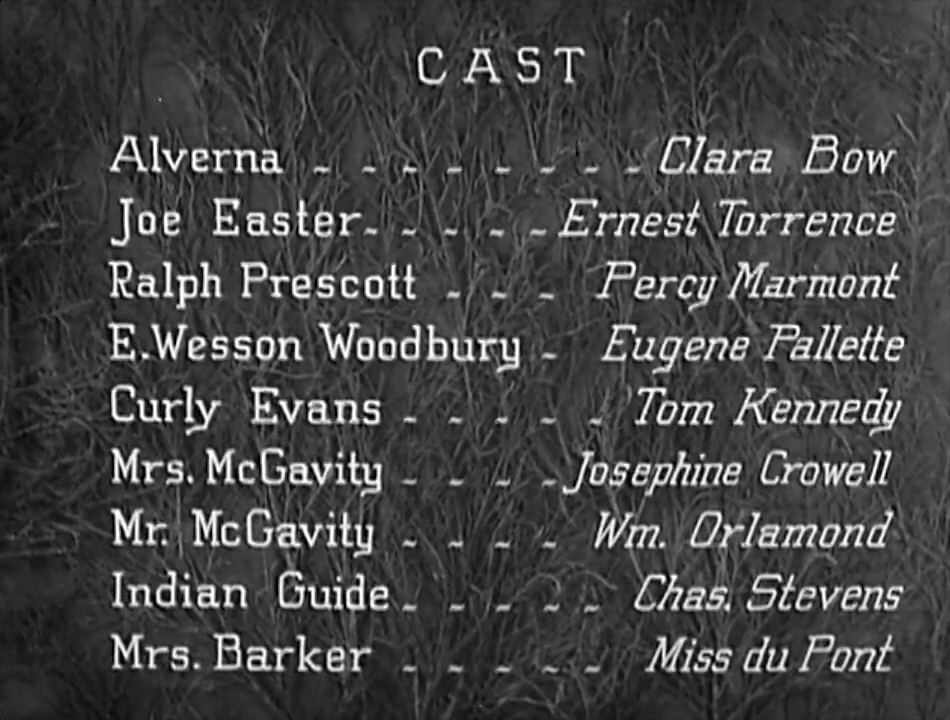 CAST
Alverna - - - - - - - - Clara Bow
Joe Easter - - - - - Ernest Torrence
Ralph Prescott - - - Percy Marmont
E. Wesson Woodbury - Eugene Pallette
Curly Evans - - - - - Tom Kennedy
Mrs. McGavity - - - - Josephine Crowell
Mr. McGavity - - - - Wm. Orlamond
Indian Guide - - - - - Chas. Stevens
Mrs. Barker - - - - - Miss du Pont